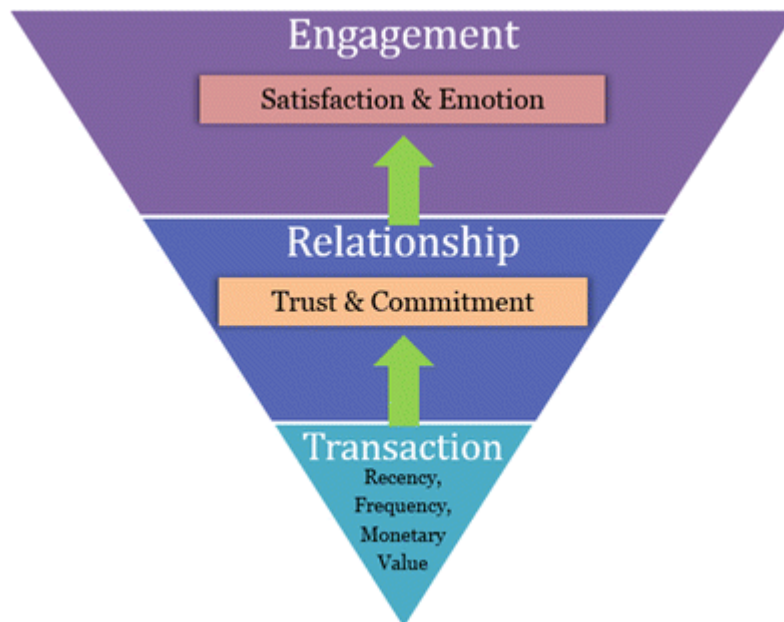 Engagement
Satisfaction & Emotion
Relationship
Trust & Commitment
Transaction
Recency,
Frequency,
Monetary
Value